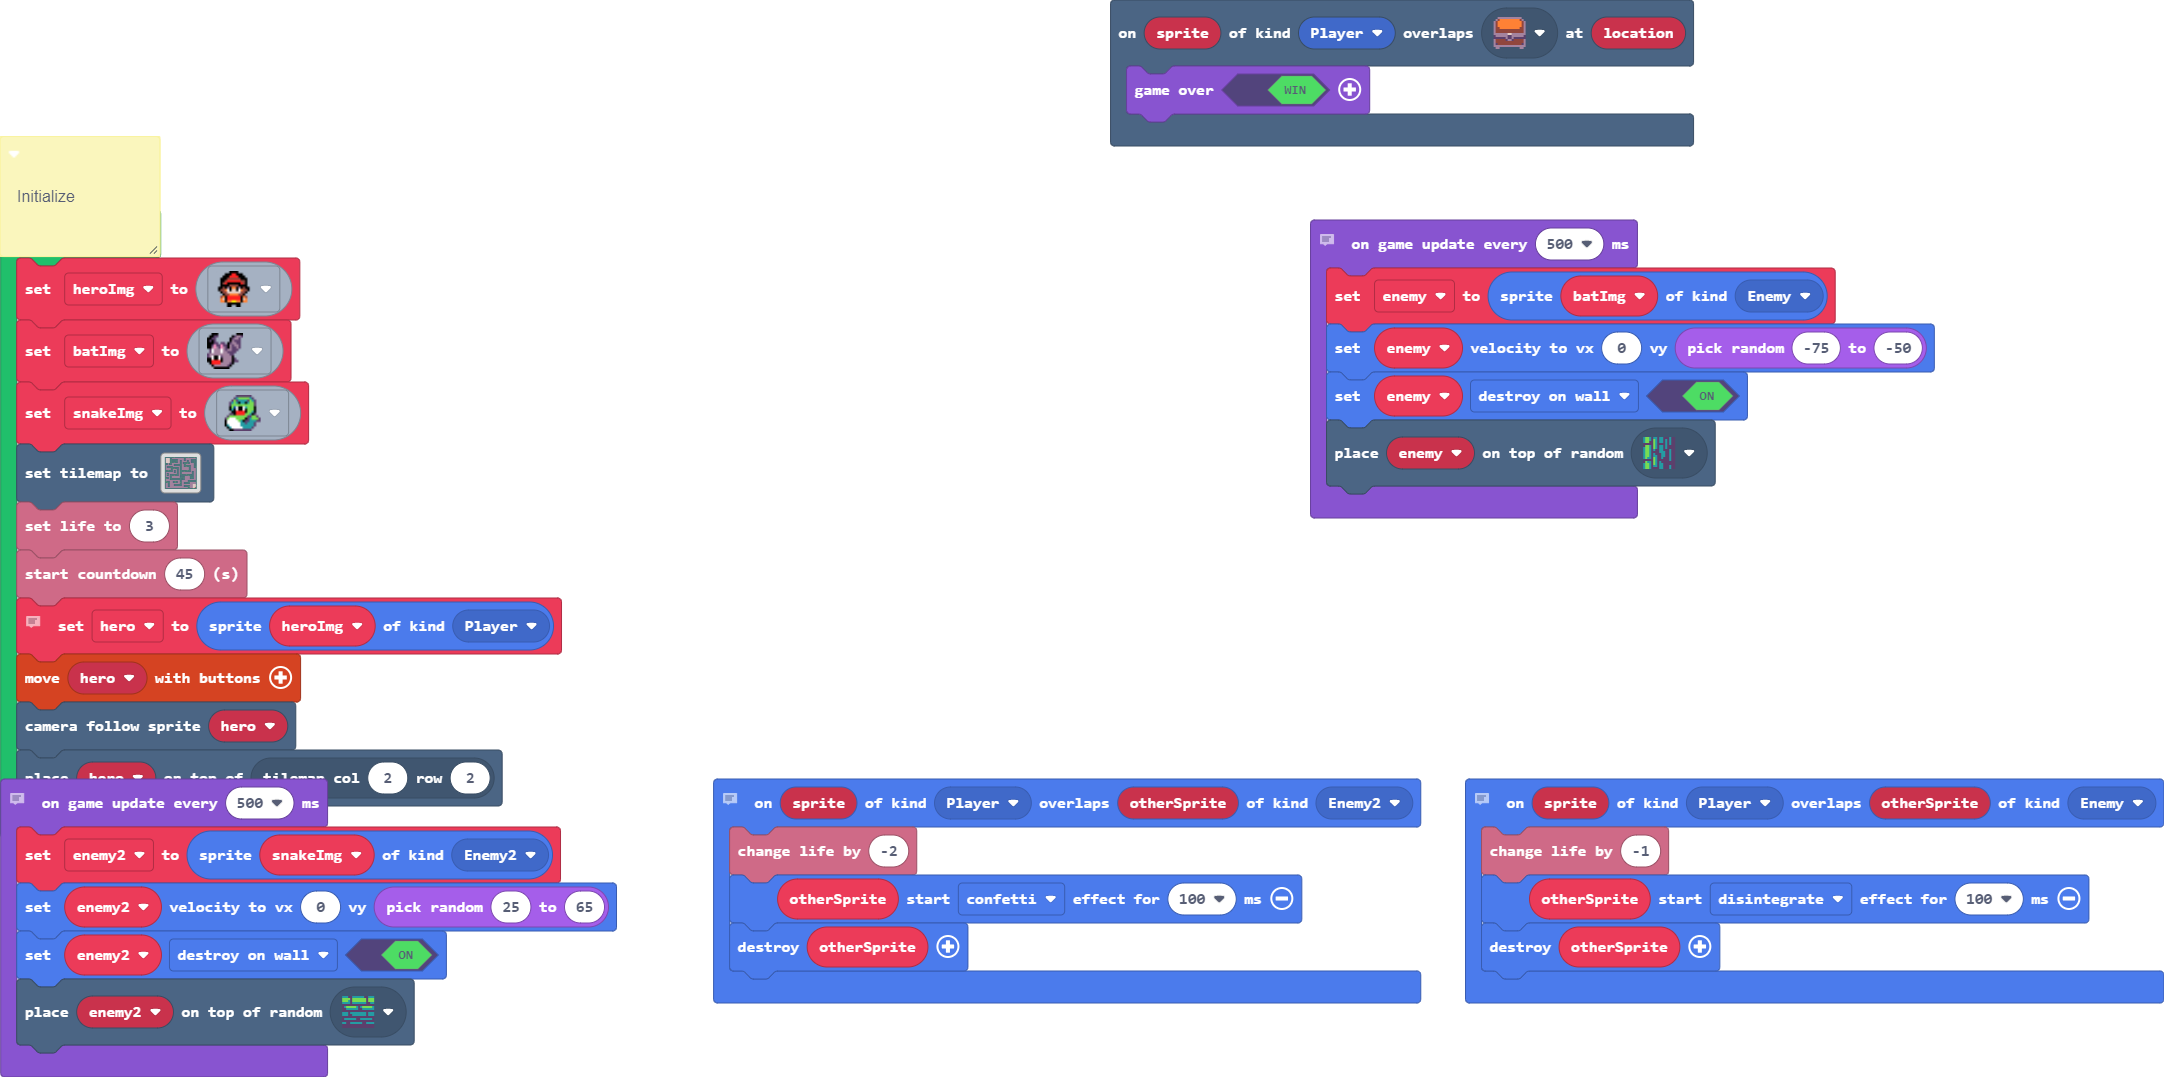 on sprite of kind Player overlaps at location
game over WIN
Initialize
set heroImg to
set batImg to
set snakeImg to
set tilemap to
set life to 3
start countdown 45 (s)
set hero to sprite heroImg of kind Player
move hero with buttons
camera follow sprite hero
place hero on top of tilemap col 2 row 2
on game update every 500 ms
set enemy to sprite batImg of kind Enemy
set enemy velocity to vx 0 vy pick random -75 to -50
set enemy destroy on wall ON
place enemy on top of random
on game update every 500 ms
set enemy2 to sprite snakeImg of kind Enemy2
set enemy2 velocity to vx 0 vy pick random 25 to 65
set enemy2 destroy on wall ON
place enemy2 on top of random
on sprite of kind Player overlaps otherSprite of kind Enemy2
change life by -2
otherSprite start confetti effect for 100 ms
destroy otherSprite
on sprite of kind Player overlaps otherSprite of kind Enemy
change life by -1
otherSprite start disintegrate effect for 100 ms
destroy otherSprite